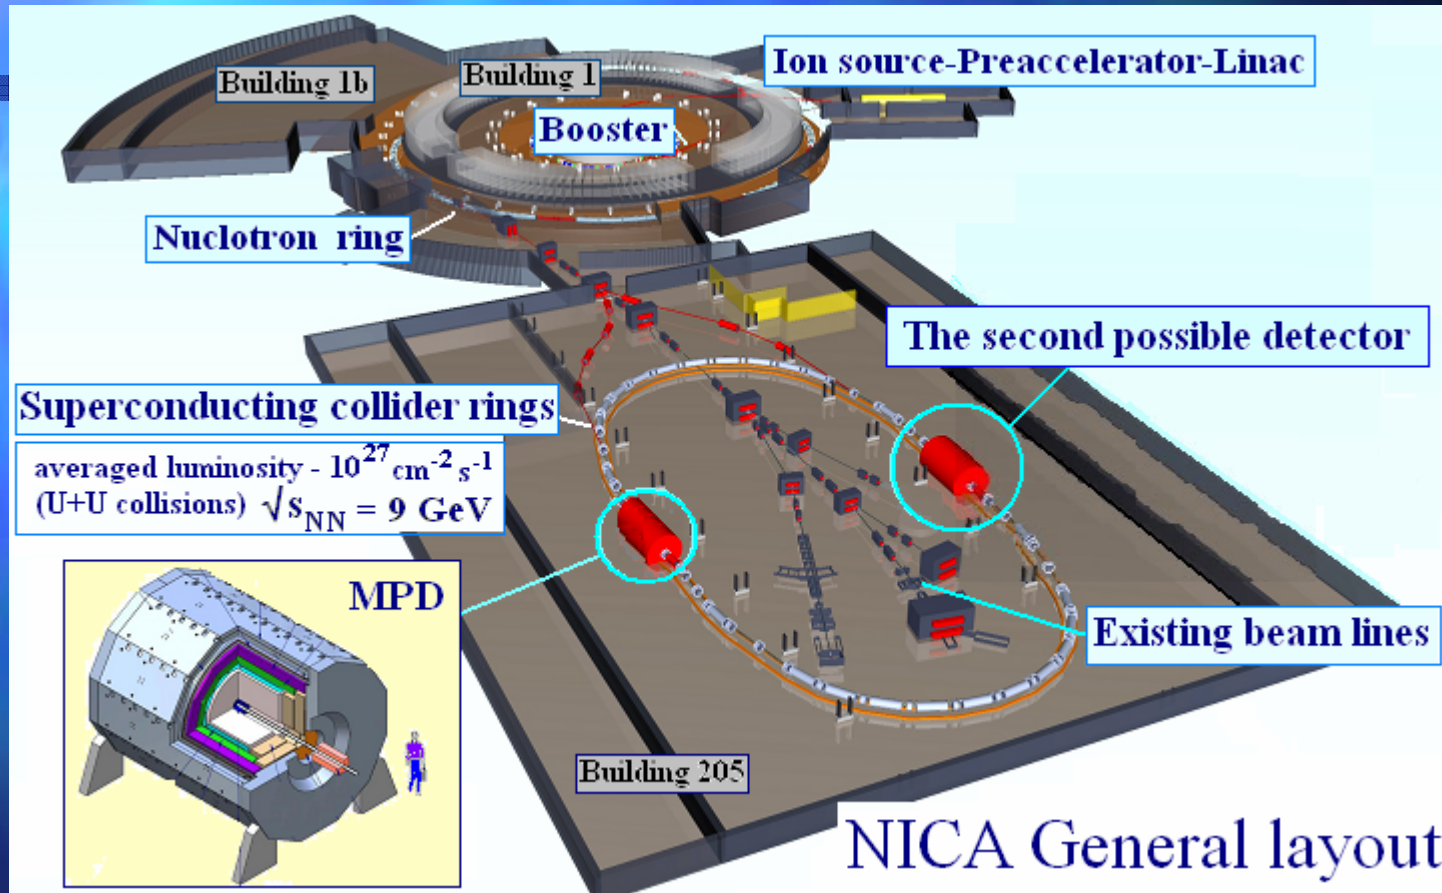 Ion source-Preaccelerator-Linac
Building 1b
Building 1
Booster
Nuclotron ring
The second possible detector
Superconducting collider rings
averaged luminosity - 10²⁷ cm⁻² s⁻¹
(U+U collisions) √S_NN = 9 GeV
MPD
Existing beam lines
Building 205
NICA General layout